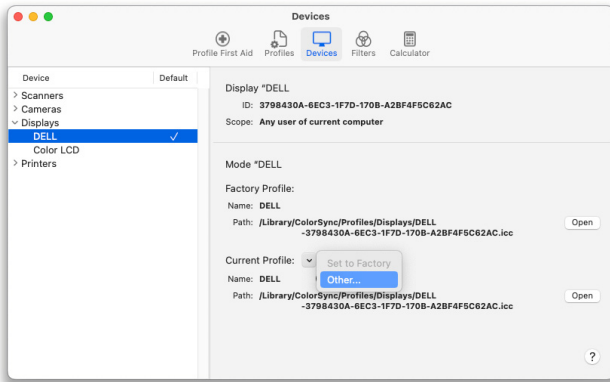 Devices
Profile First Aid Profiles Devices Filters Calculator
Device Default
Scanners
Cameras
Displays
DELL
Color LCD
Printers
Display "DELL
ID: 3798430A-6EC3-1F7D-170B-A2BF4F5C62AC
Scope: Any user of current computer
Mode "DELL
Factory Profile:
Name: DELL
Path: /Library/ColorSync/Profiles/Displays/DELL
-3798430A-6EC3-1F7D-170B-A2BF4F5C62AC.icc
Open
Current Profile:
Set to Factory
Other...
Name: DELL
Path: /Library/ColorSync/Profiles/Displays/DELL
-3798430A-6EC3-1F7D-170B-A2BF4F5C62AC.icc
Open
?